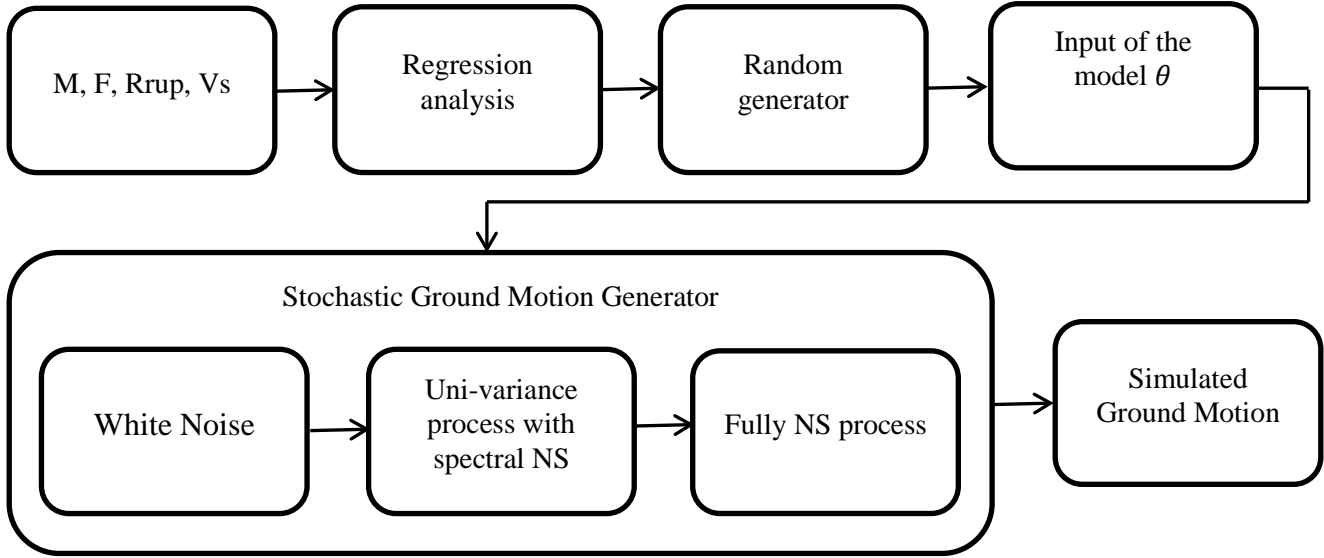 M, F, Rrup, Vs
Regression
analysis
Random
generator
Input of the
model θ
Stochastic Ground Motion Generator
White Noise
Uni-variance
process with
spectral NS
Fully NS process
Simulated
Ground Motion